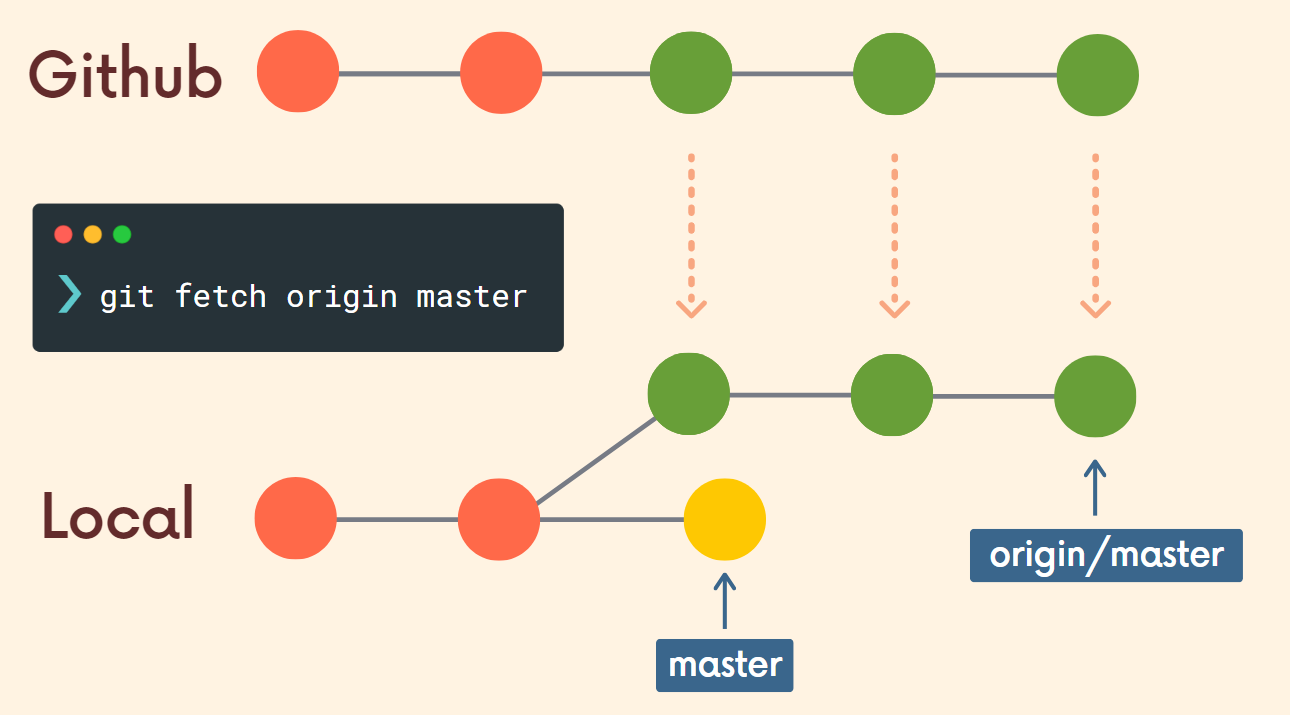 Github
❯ git fetch origin master
Local
origin/master
master